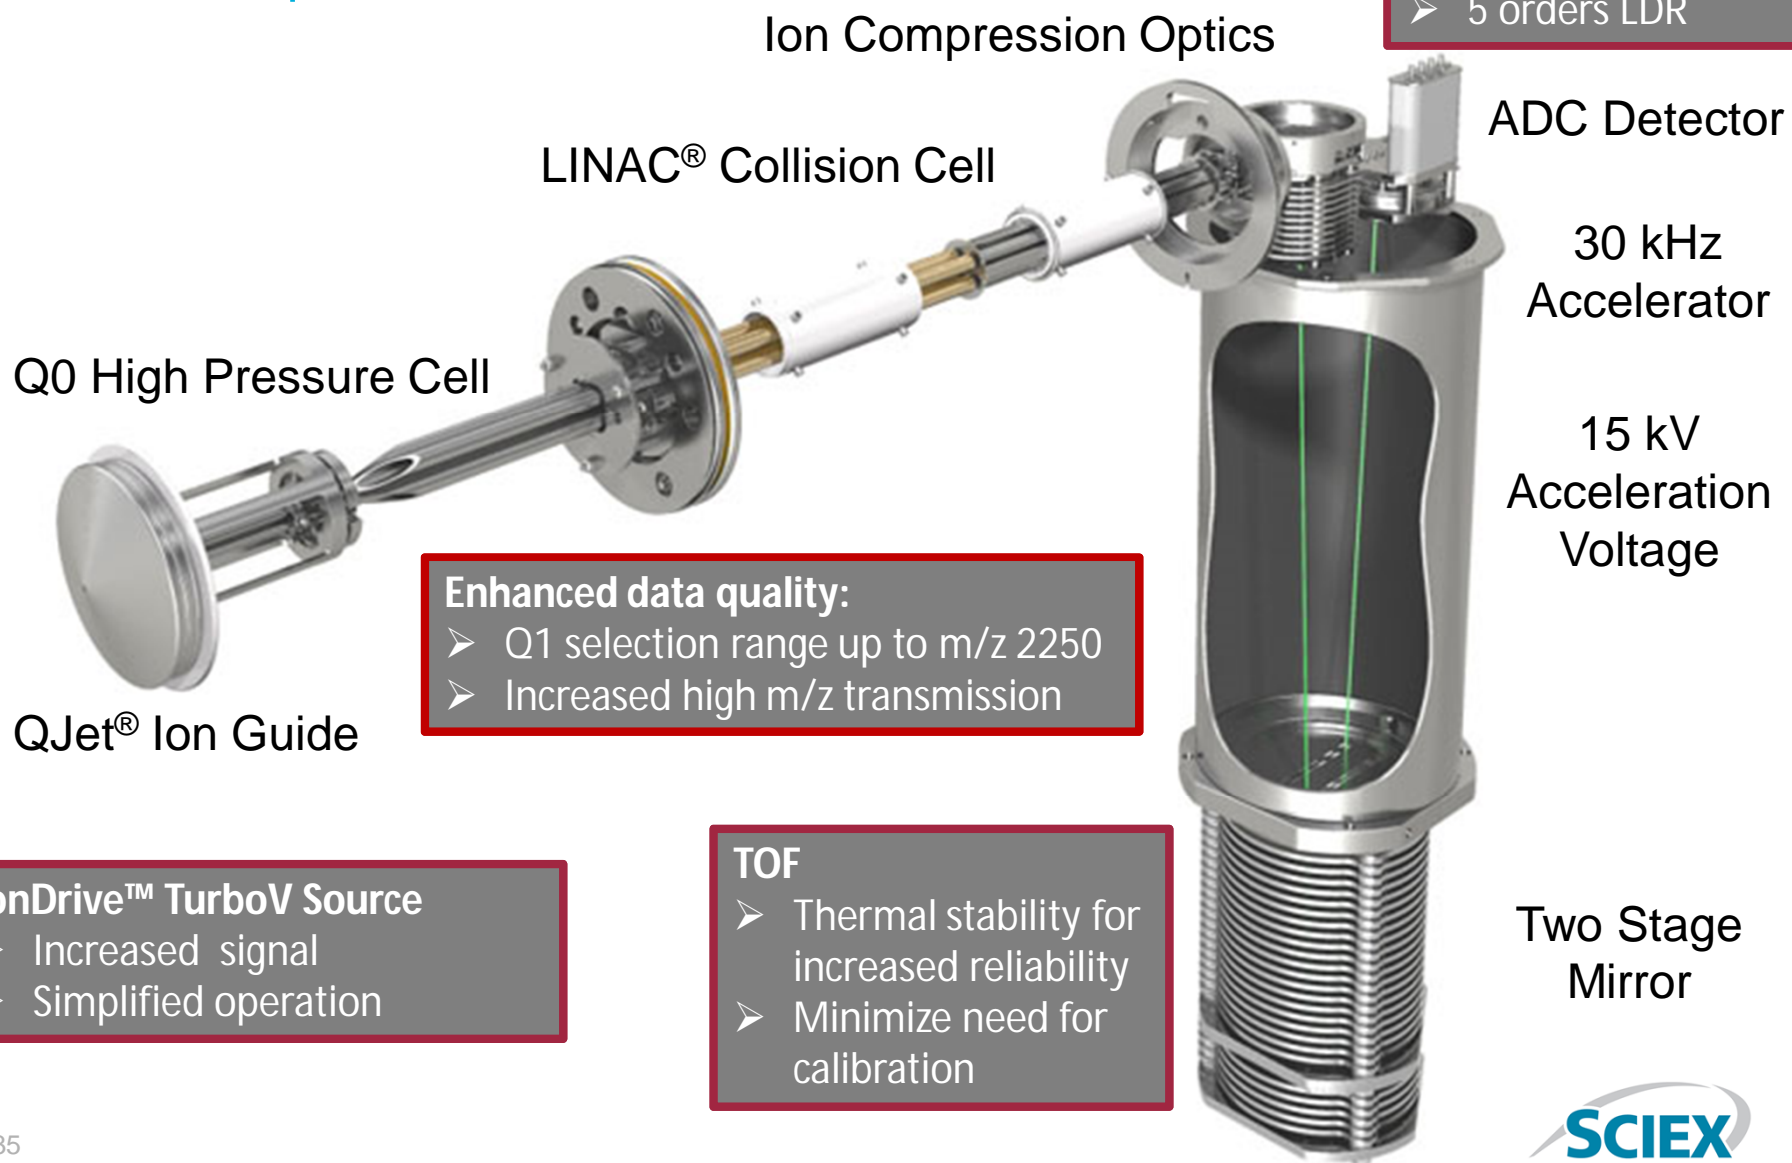 ➢ 5 orders LDR
Ion Compression Optics
ADC Detector
LINAC® Collision Cell
30 kHz
Accelerator
Q0 High Pressure Cell
15 kV
Acceleration
Voltage
Enhanced data quality:
➢ Q1 selection range up to m/z 2250
➢ Increased high m/z transmission
QJet® Ion Guide
onDrive™ TurboV Source
Increased signal
Simplified operation
TOF
➢ Thermal stability for
increased reliability
➢ Minimize need for
calibration
Two Stage
Mirror
35
SCIEX